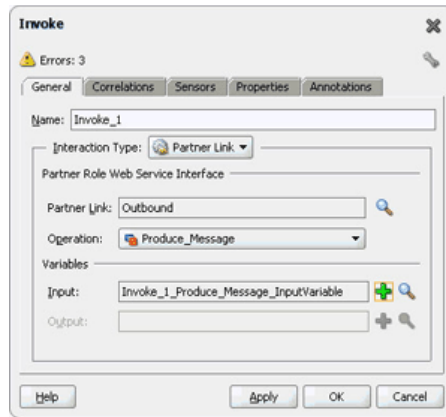 Invoke
Errors: 3
General Correlations Sensors Properties Annotations
Name: Invoke_1
Interaction Type: Partner Link
Partner Role Web Service Interface
Partner Link: Outbound
Operation: Produce_Message
Variables
Input: Invoke_1_Produce_Message_InputVariable
Output:
Help Apply OK Cancel